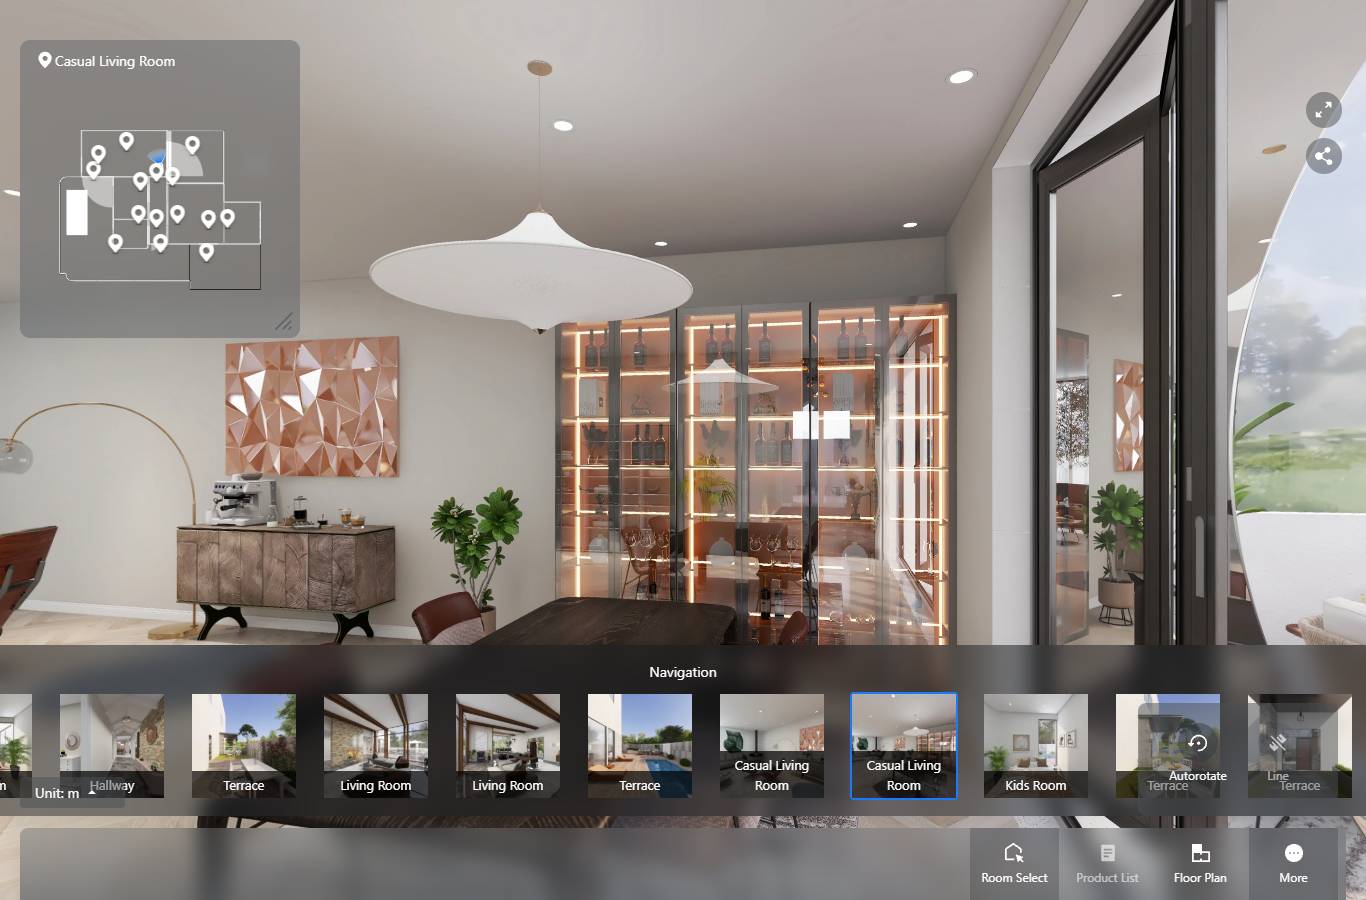 Casual Living Room
Navigation
m
Hallway
Terrace
Living Room
Living Room
Terrace
Casual Living
Room
Casual Living
Room
Kids Room
Terrace
Terrace
Unit: m
Autorotate
Line
Room Select
Product List
Floor Plan
More